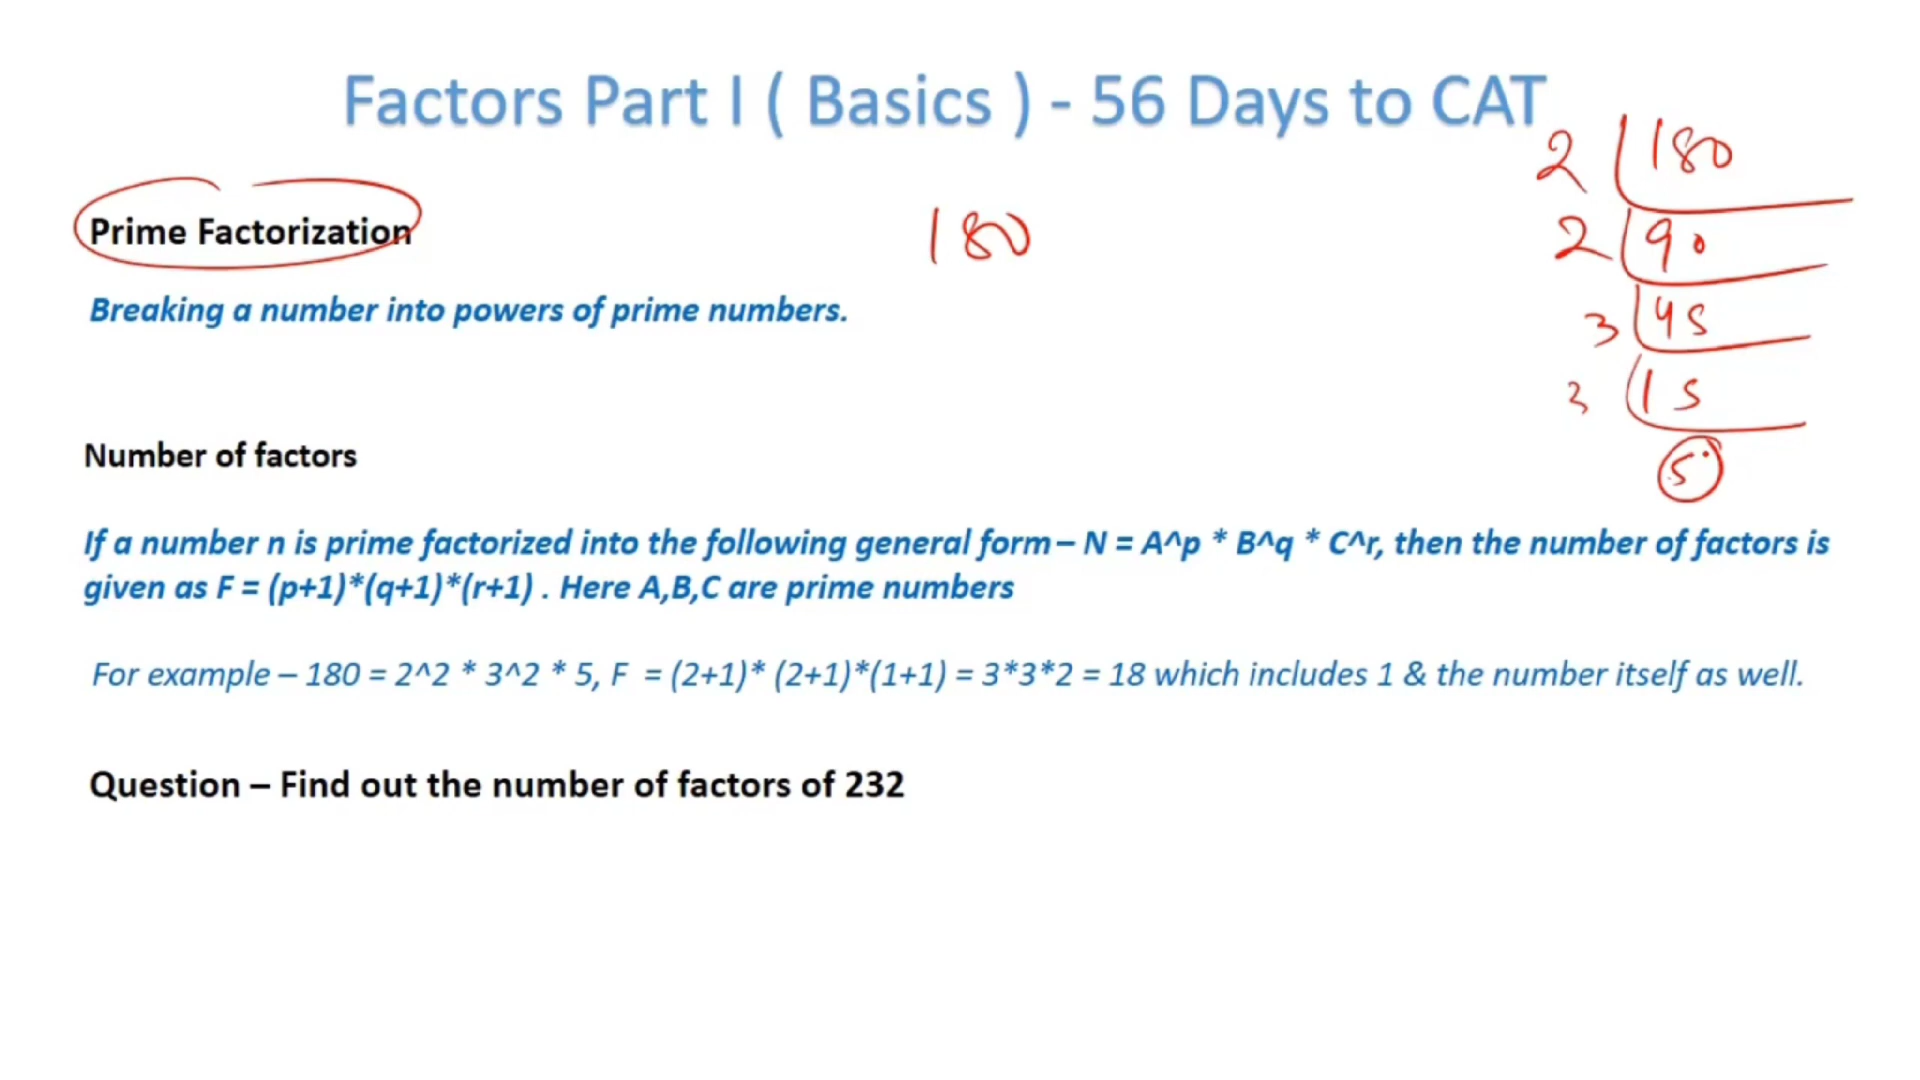 Factors Part I ( Basics ) - 56 Days to CAT
2 180
Prime Factorization
180
2 90
Breaking a number into powers of prime numbers.
3 45
3 15
Number of factors
5
If a number n is prime factorized into the following general form – N = A^p * B^q * C^r, then the number of factors is
given as F = (p+1)*(q+1)*(r+1) . Here A,B,C are prime numbers
For example – 180 = 2^2 * 3^2 * 5, F = (2+1)* (2+1)*(1+1) = 3*3*2 = 18 which includes 1 & the number itself as well.
Question – Find out the number of factors of 232